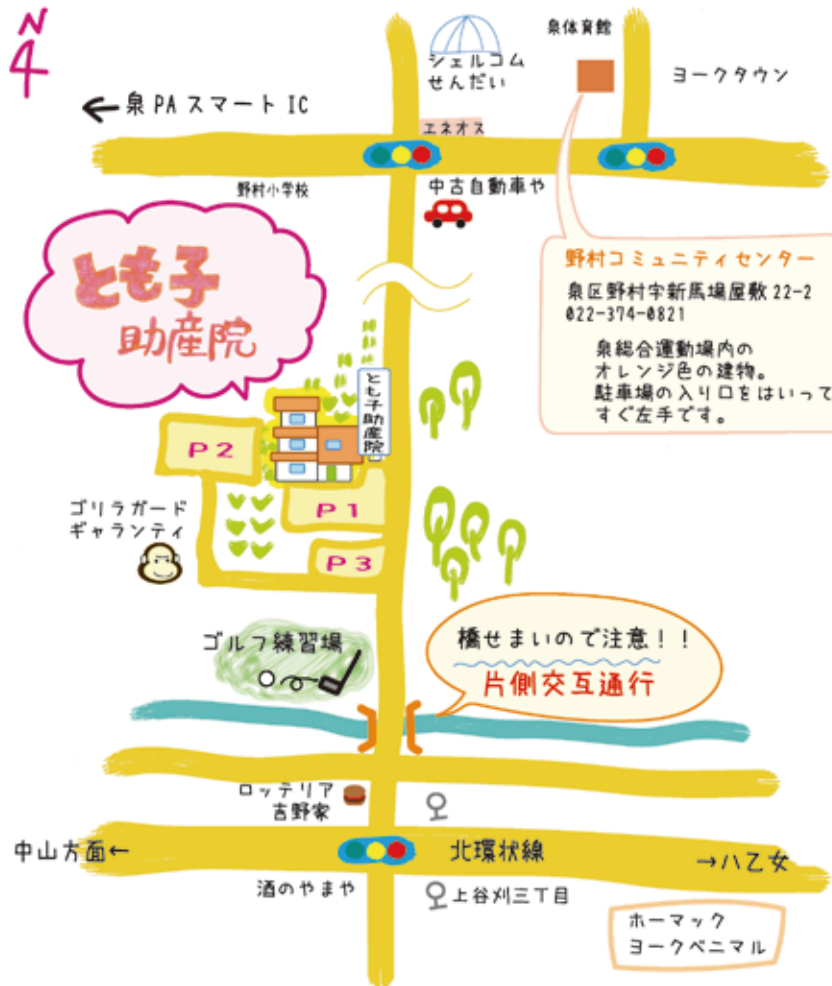 N
シェルコム
せんだい
泉体育館
ヨークタウン
← 泉PAスマートIC
エネオス
野村小学校
中古自動車や
とも子
助産院
野村コミュニティセンター
泉区野村字新馬場屋敷22-2
022-374-0821
泉総合運動場内の
オレンジ色の建物。
駐車場の入り口をはいって
すぐ左手です。
とも子助産院
P2
P1
P3
ゴリラガード
ギャランティ
ゴルフ練習場
橋せまいので注意！！
片側交互通行
ロッテリア
吉野家
中山方面←
北環状線
→八乙女
酒のやまや
上谷刈三丁目
ホーマック
ヨークベニマル